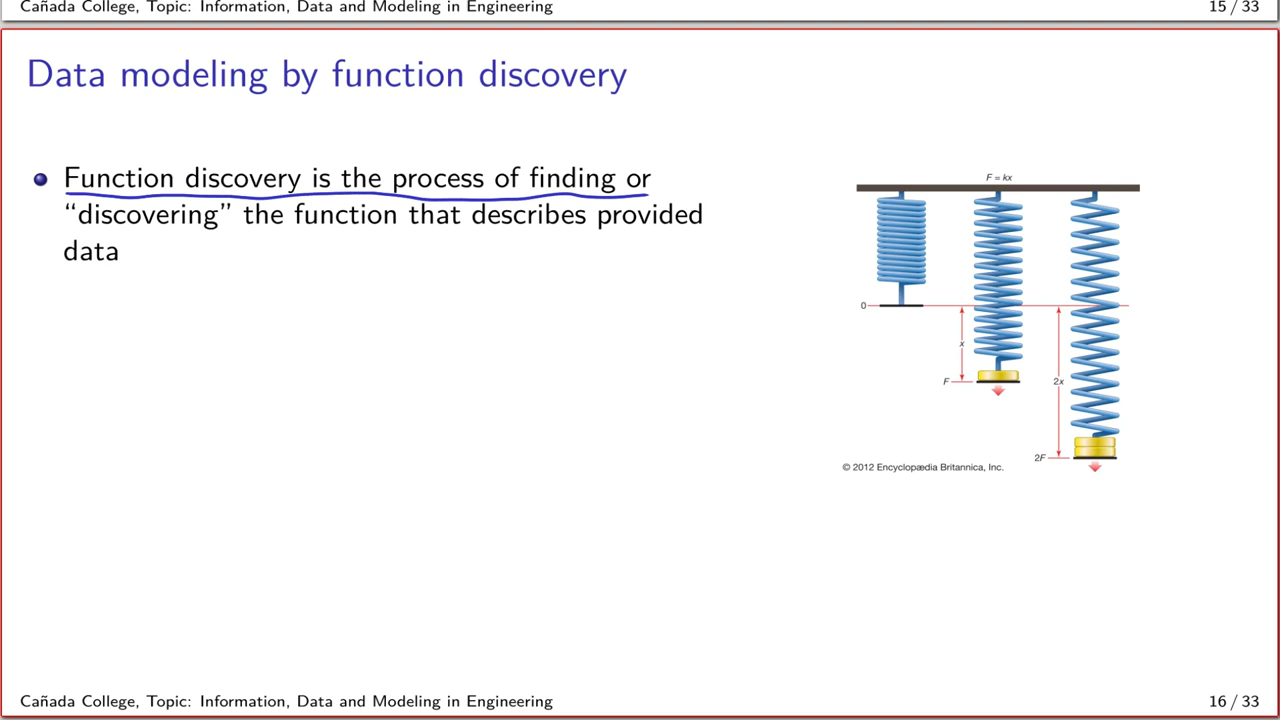 Cañada College, Topic: Information, Data and Modeling in Engineering 15 / 33
Data modeling by function discovery
Function discovery is the process of finding or
“discovering” the function that describes provided
data
F = kx
0
x
F
2x
2F
© 2012 Encyclopædia Britannica, Inc.
Cañada College, Topic: Information, Data and Modeling in Engineering 16 / 33